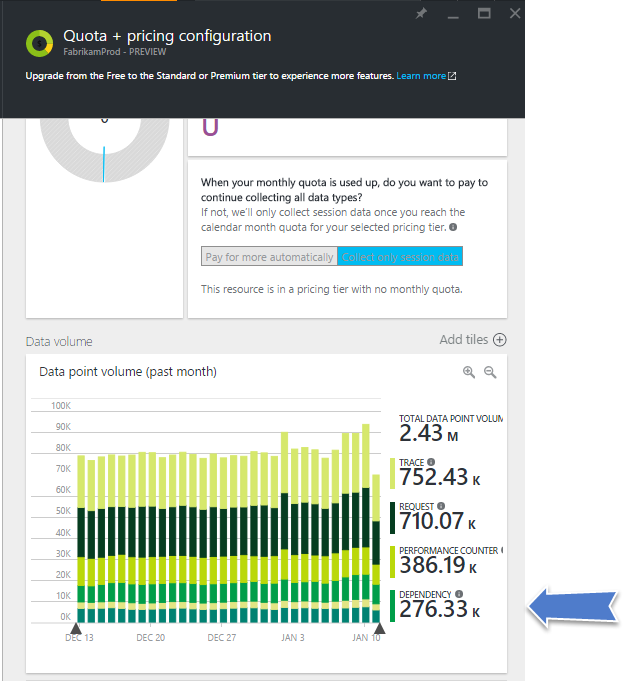 Quota + pricing configuration
FabrikamProd - PREVIEW
Upgrade from the Free to the Standard or Premium tier to experience more features. Learn more
When your monthly quota is used up, do you want to pay to
continue collecting all data types?
If not, we'll only collect session data once you reach the
calendar month quota for your selected pricing tier.
Pay for more automatically Collect only session data
This resource is in a pricing tier with no monthly quota.
Data volume Add tiles
Data point volume (past month)
100K
90K
80K
70K
60K
50K
40K
30K
20K
10K
0K
DEC 13 DEC 20 DEC 27 JAN 3 JAN 10
TOTAL DATA POINT VOLUM
2.43 M
TRACE
752.43 K
REQUEST
710.07 K
PERFORMANCE COUNTER
386.19 K
DEPENDENCY
276.33 K